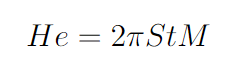 He = 2πStM